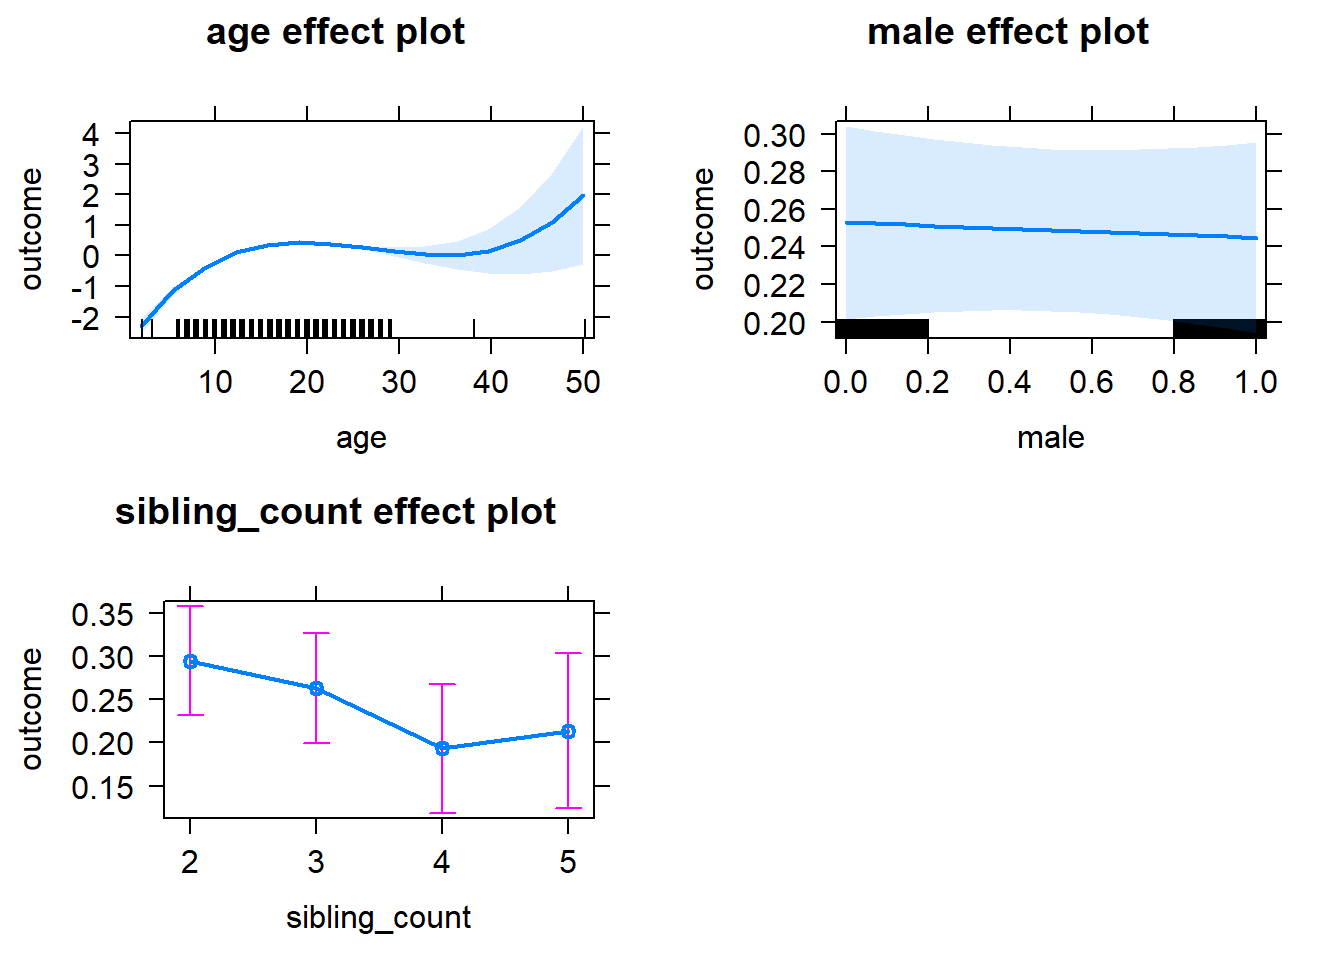 age effect plot
outcome
4
3
2
1
0
-1
-2
10 20 30 40 50
age
male effect plot
outcome
0.30
0.28
0.26
0.24
0.22
0.20
0.0 0.2 0.4 0.6 0.8 1.0
male
sibling_count effect plot
outcome
0.35
0.30
0.25
0.20
0.15
2 3 4 5
sibling_count